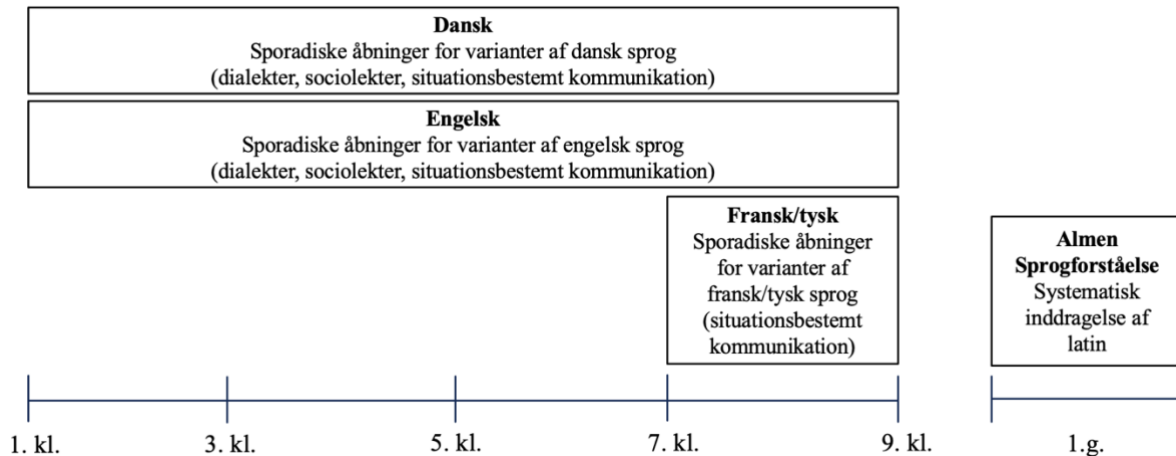 Dansk
Sporadiske åbninger for varianter af dansk sprog
(dialekter, sociolekter, situationsbestemt kommunikation)
Engelsk
Sporadiske åbninger for varianter af engelsk sprog
(dialekter, sociolekter, situationsbestemt kommunikation)
Fransk/tysk
Sporadiske åbninger
for varianter af
fransk/tysk sprog
(situationsbestemt
kommunikation)
Almen
Sprogforståelse
Systematisk
inddragelse af
latin
1. kl.
3. kl.
5. kl.
7. kl.
9. kl.
1.g.